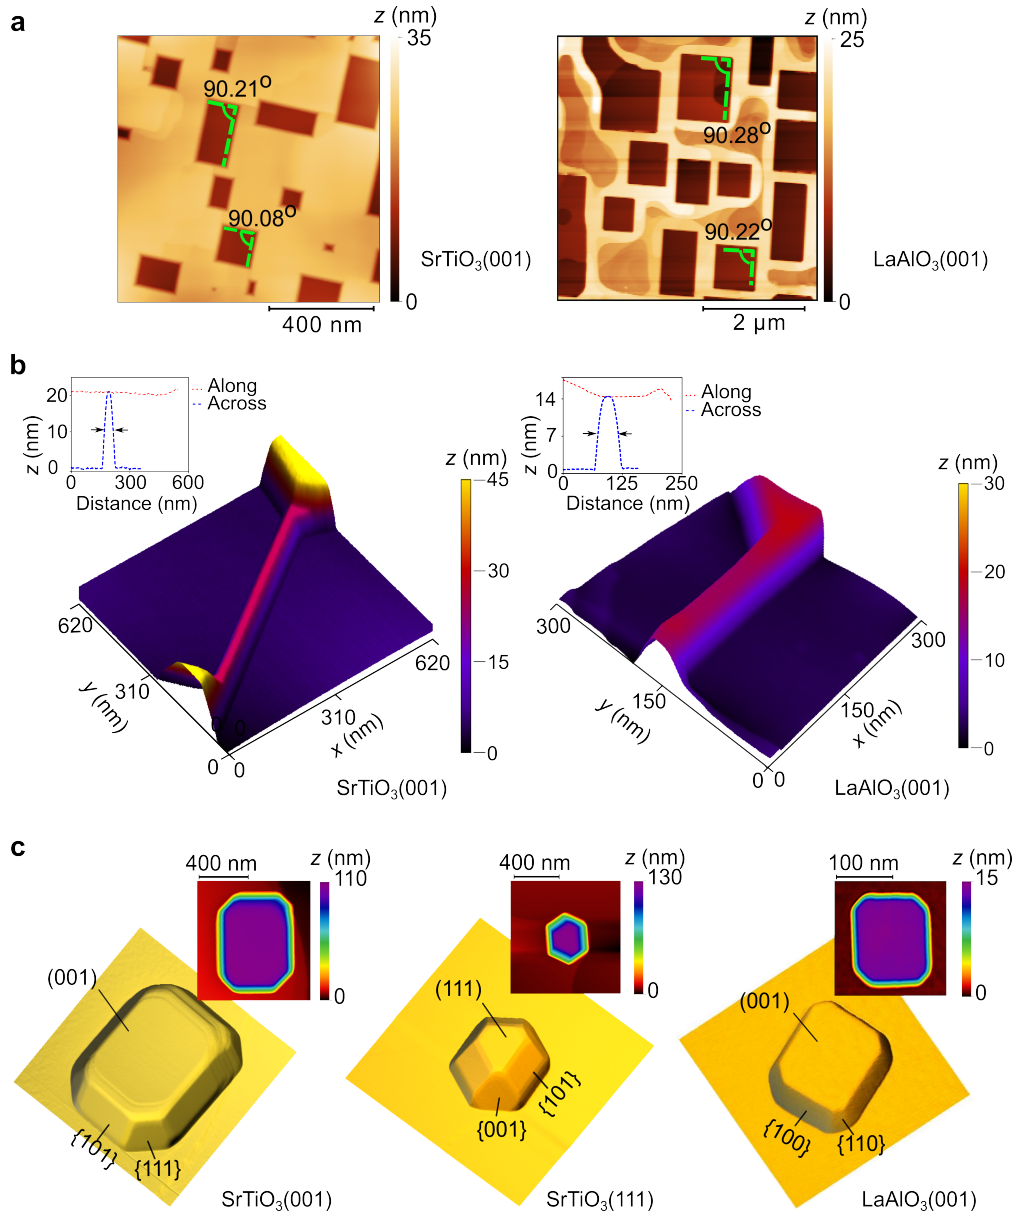 a
z (nm)
35
90.21°
90.08°
0
SrTiO3(001)
400 nm
z (nm)
25
90.28°
90.22°
0
LaAlO3(001)
2 μm
b
20
10
0
z (nm)
0 300 600
Distance (nm)
Along
Across
z (nm)
45
30
15
0
620
310
0
y (nm)
0
310
620
x (nm)
0 0
SrTiO3(001)
14
7
0
z (nm)
0 125 250
Distance (nm)
Along
Across
z (nm)
30
20
10
0
300
150
0
y (nm)
0
150
300
x (nm)
LaAlO3(001)
c
400 nm
z (nm)
110
0
(001)
{101}
{111}
SrTiO3(001)
400 nm
z (nm)
130
0
(111)
{101}
{001}
SrTiO3(111)
100 nm
z (nm)
15
0
(001)
{100}
{110}
LaAlO3(001)